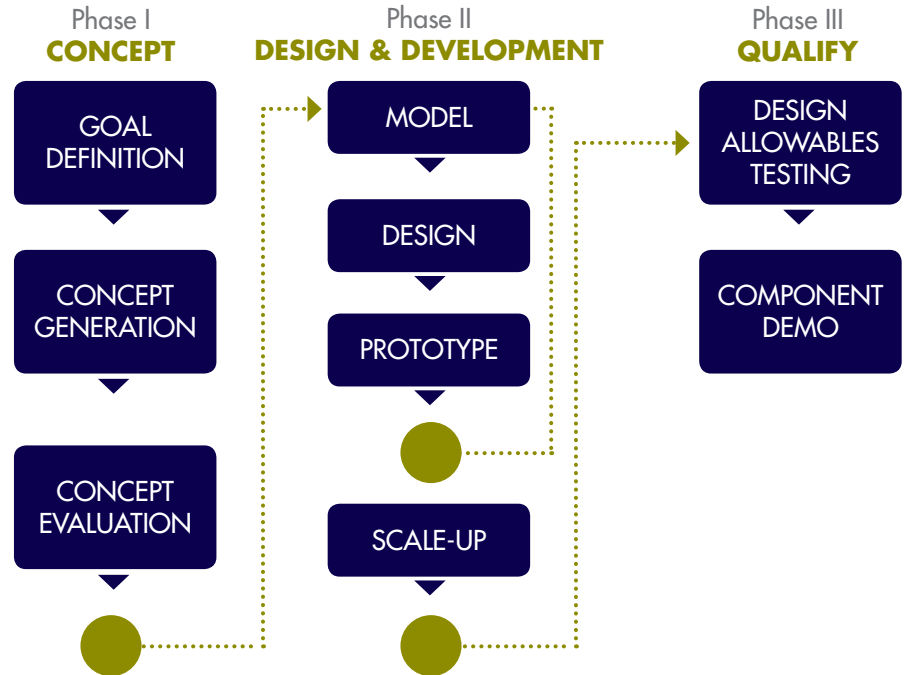 Phase I
CONCEPT
GOAL
DEFINITION
CONCEPT
GENERATION
CONCEPT
EVALUATION
Phase II
DESIGN & DEVELOPMENT
MODEL
DESIGN
PROTOTYPE
SCALE-UP
Phase III
QUALIFY
DESIGN
ALLOWABLES
TESTING
COMPONENT
DEMO